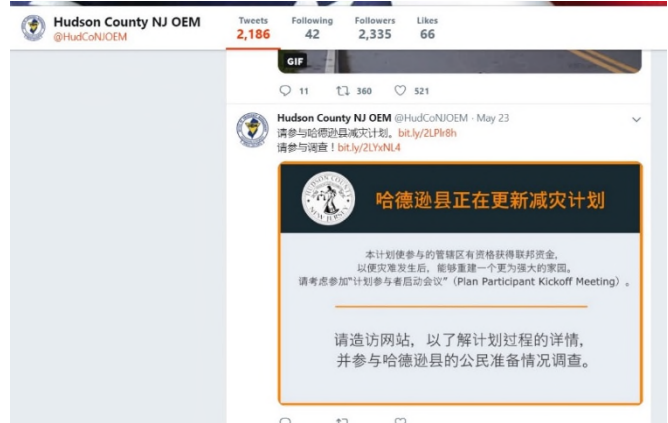 Hudson County NJ OEM
@HudCoNJOEM
Tweets
2,186
Following
42
Followers
2,335
Likes
66
GIF
11 360 521
Hudson County NJ OEM @HudCoNJOEM · May 23
请参与哈德逊县减灾计划。bit.ly/2LPlr8h
请参与调查！bit.ly/2LYxNL4
HUDSON COUNTY
NEW JERSEY
哈德逊县正在更新减灾计划
本计划使参与的管辖区有资格获得联邦资金，
以便灾难发生后，能够重建一个更为强大的家园。
请考虑参加“计划参与者启动会议”（Plan Participant Kickoff Meeting）。
请造访网站，以了解计划过程的详情，
并参与哈德逊县的公民准备情况调查。